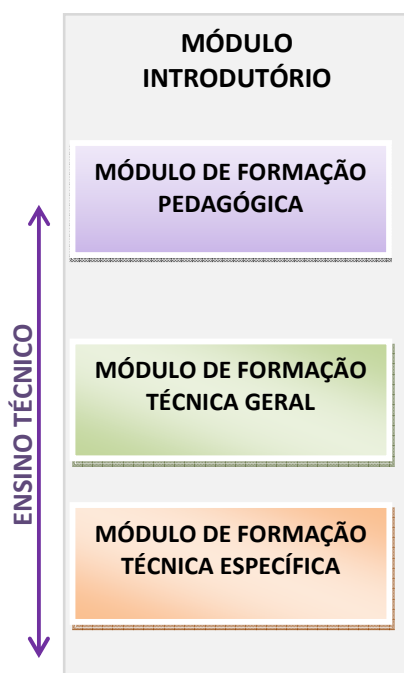 MÓDULO
INTRODUTÓRIO
MÓDULO DE FORMAÇÃO
PEDAGÓGICA
MÓDULO DE FORMAÇÃO
TÉCNICA GERAL
MÓDULO DE FORMAÇÃO
TÉCNICA ESPECÍFICA
ENSINO TÉCNICO